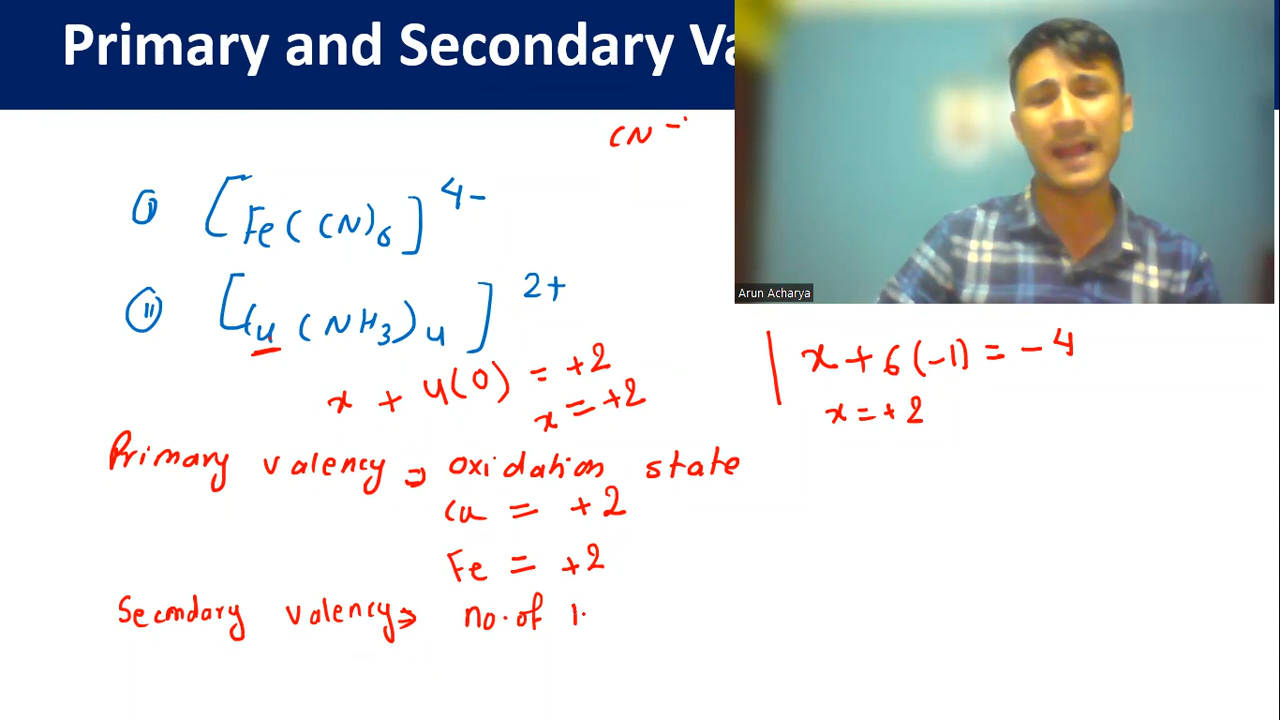 Primary and Secondary Va
CN -'
(i) [Fe(CN)6]4-
(ii) [Cu(NH3)4]2+
x + 4(0) = +2
x = +2
x + 6(-1) = -4
x = +2
Primary valency ⇒ oxidation state
Cu = +2
Fe = +2
Secondary valency ⇒ no. of l.
Arun Acharya